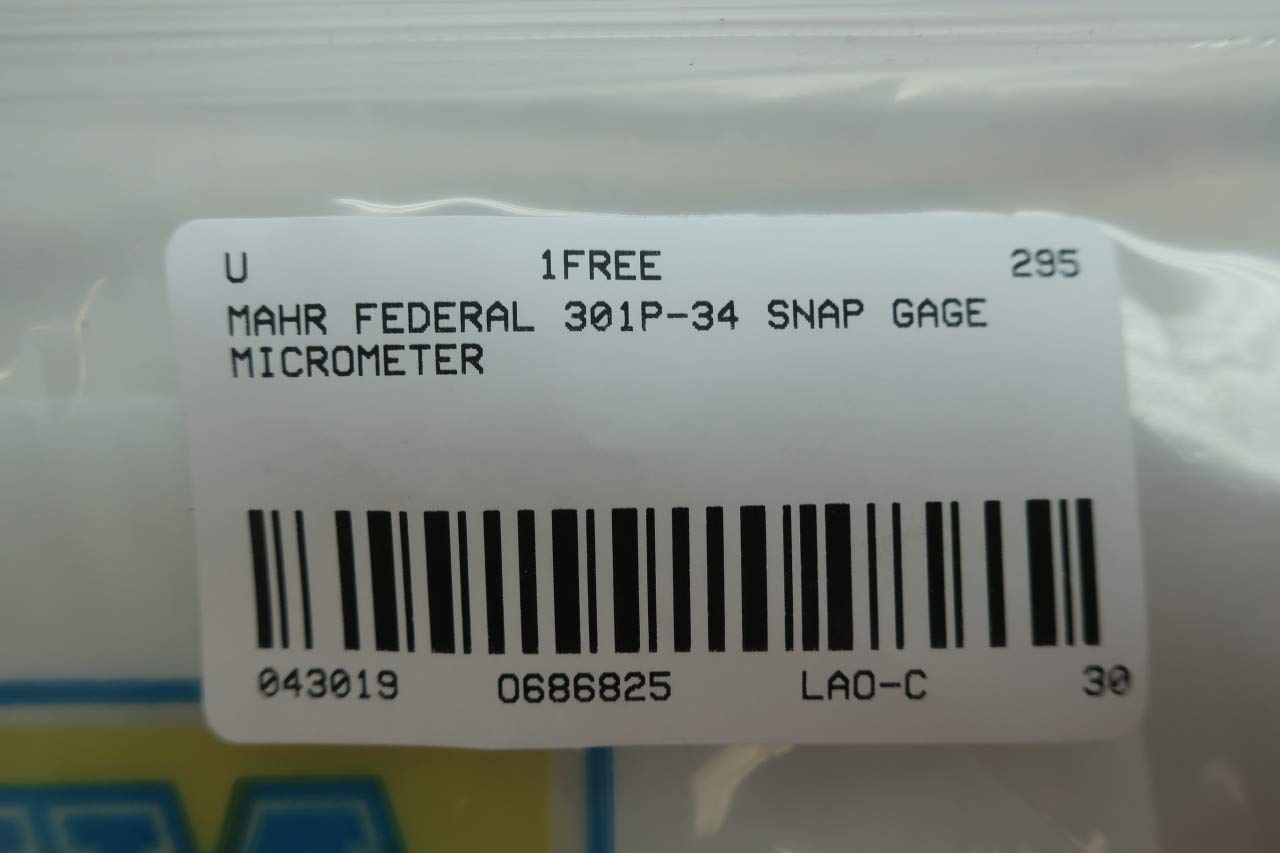 U 1FREE 295
MAHR FEDERAL 301P-34 SNAP GAGE
MICROMETER
043019 0686825 LAO-C 30